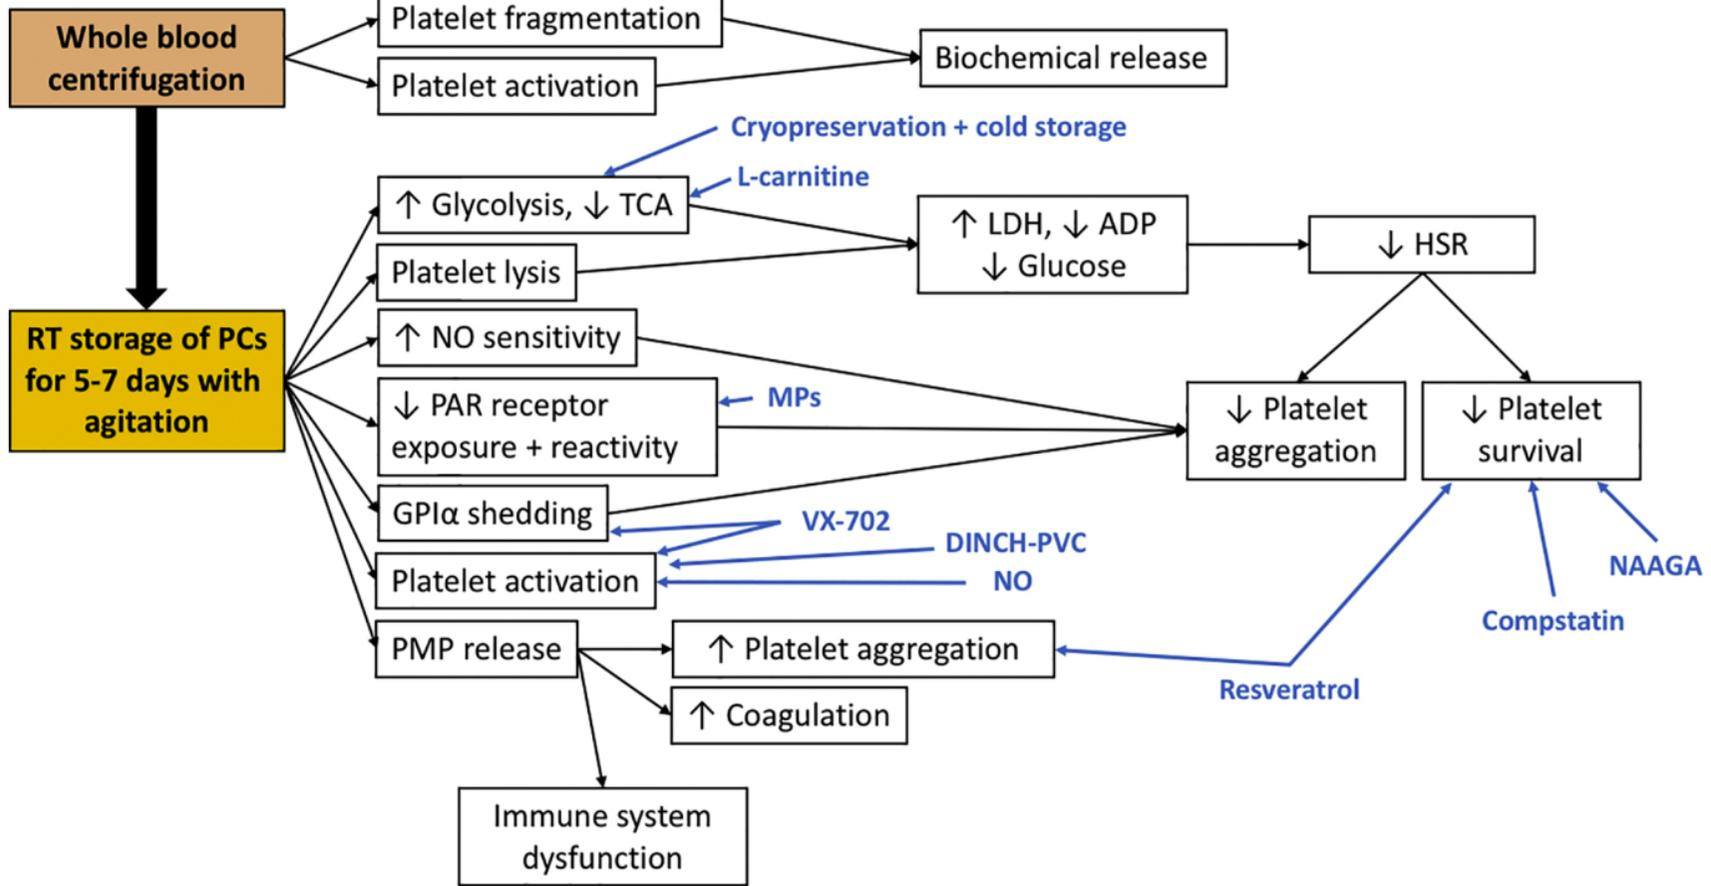 Whole blood
centrifugation
Platelet fragmentation
Platelet activation
Biochemical release
Cryopreservation + cold storage
L-carnitine
↑ Glycolysis, ↓ TCA
Platelet lysis
↑ LDH, ↓ ADP
↓ Glucose
↓ HSR
RT storage of PCs
for 5-7 days with
agitation
↑ NO sensitivity
↓ PAR receptor
exposure + reactivity
MPs
↓ Platelet
aggregation
↓ Platelet
survival
GPIα shedding
VX-702
DINCH-PVC
Platelet activation
NO
NAAGA
Compstatin
PMP release
↑ Platelet aggregation
Resveratrol
↑ Coagulation
Immune system
dysfunction